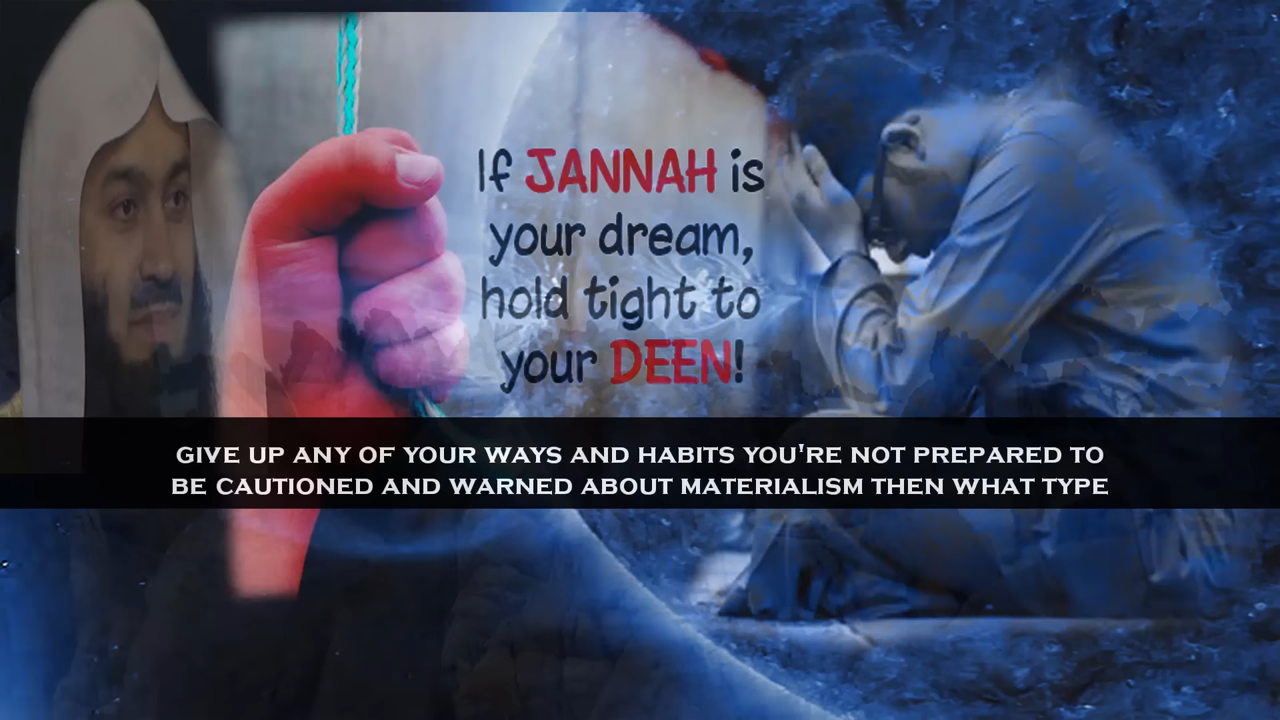 If JANNAH is
your dream,
hold tight to
your DEEN!
GIVE UP ANY OF YOUR WAYS AND HABITS YOU'RE NOT PREPARED TO
BE CAUTIONED AND WARNED ABOUT MATERIALISM THEN WHAT TYPE